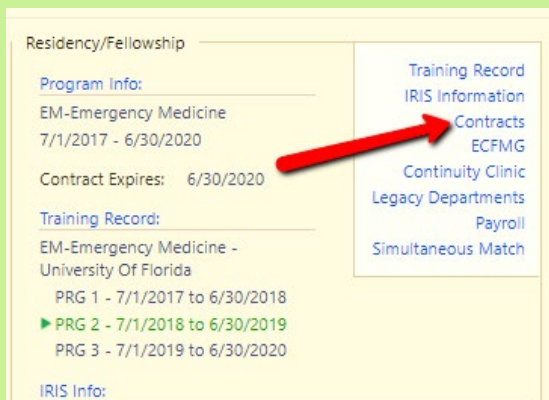 Residency/Fellowship
Program Info:
EM-Emergency Medicine
7/1/2017 - 6/30/2020
Contract Expires: 6/30/2020
Training Record:
EM-Emergency Medicine -
University Of Florida
PRG 1 - 7/1/2017 to 6/30/2018
PRG 2 - 7/1/2018 to 6/30/2019
PRG 3 - 7/1/2019 to 6/30/2020
IRIS Info:
Training Record
IRIS Information
Contracts
ECFMG
Continuity Clinic
Legacy Departments
Payroll
Simultaneous Match